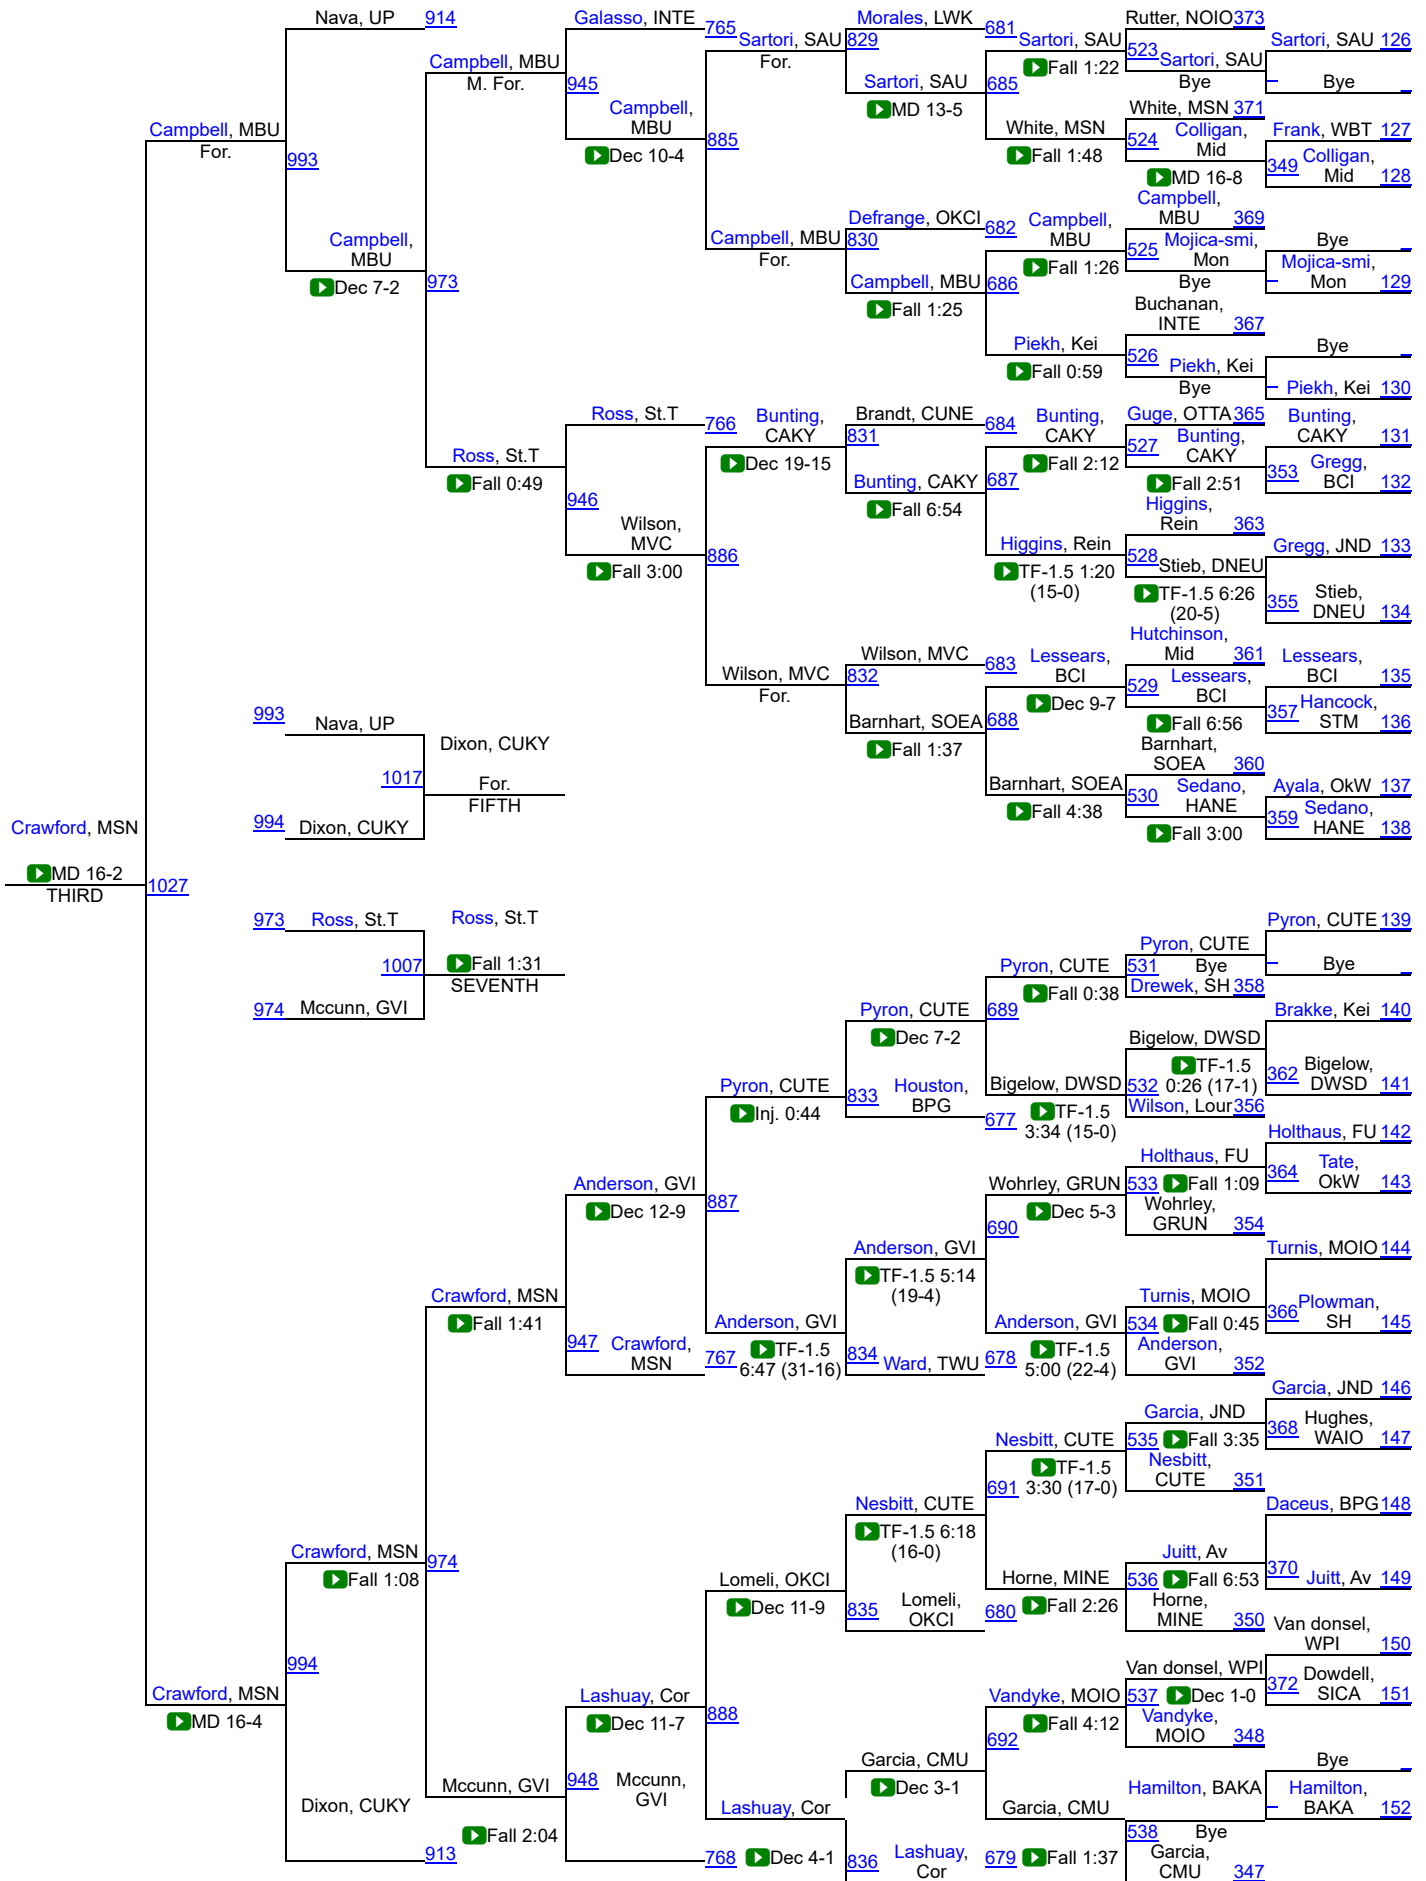 Nava, UP 914
Galasso, INTE 765
Morales, LWK 681
Rutter, NOIO 373
Sartori, SAU 829
Sartori, SAU
Sartori, SAU 126
For.
Fall 1:22
523 Sartori, SAU
Campbell, MBU
M. For.
945
Sartori, SAU 685
Bye
Bye
MD 13-5
White, MSN 371
Campbell, MBU
Dec 10-4
885
White, MSN
Fall 1:48
524 Colligan, Mid
MD 16-8
Frank, WBT 127
349 Colligan, Mid 128
Campbell, MBU
For.
993
Campbell, MBU 369
Defrange, OKCI 682
Campbell, MBU
Fall 1:26
525 Mojica-smi, Mon
Bye
Bye
Mojica-smi, Mon 129
Campbell, MBU 830
For.
Campbell, MBU
Dec 7-2
973
Campbell, MBU 686
Fall 1:25
Buchanan, INTE 367
Piekh, Kei
Fall 0:59
526 Piekh, Kei
Bye
Bye
Piekh, Kei 130
Ross, St.T 766
Bunting, CAKY
Dec 19-15
Brandt, CUNE 684
831
Bunting, CAKY
Fall 2:12
Guge, OTTA 365
527 Bunting, CAKY
Fall 2:51
Bunting, CAKY 131
353 Gregg, BCI 132
Ross, St.T
Fall 0:49
946
Bunting, CAKY 687
Fall 6:54
Higgins, Rein 363
Wilson, MVC
Fall 3:00
886
Higgins, Rein
TF-1.5 1:20
(15-0)
528 Stieb, DNEU
TF-1.5 6:26
(20-5)
Gregg, JND 133
355 Stieb, DNEU 134
Hutchinson, Mid 361
Wilson, MVC 683
Lessears, BCI
Dec 9-7
529 Lessears, BCI
Fall 6:56
Lessears, BCI 135
357 Hancock, STM 136
Wilson, MVC 832
For.
Barnhart, SOEA 688
Fall 1:37
Barnhart, SOEA 360
Barnhart, SOEA
Fall 4:38
530 Sedano, HANE
Fall 3:00
Ayala, OkW 137
359 Sedano, HANE 138
993 Nava, UP
Dixon, CUKY
1017 For.
FIFTH
994 Dixon, CUKY
Crawford, MSN
MD 16-2
THIRD
1027
973 Ross, St.T
Ross, St.T
1007 Fall 1:31
SEVENTH
974 Mccunn, GVI
Pyron, CUTE 139
Pyron, CUTE
531 Bye
Bye
Pyron, CUTE
Fall 0:38
Drewek, SH 358
689
Brakke, Kei 140
Pyron, CUTE
Dec 7-2
Bigelow, DWSD
TF-1.5
0:26 (17-1)
362 Bigelow, DWSD 141
Pyron, CUTE
Inj. 0:44
833 Houston, BPG 677
Bigelow, DWSD
TF-1.5
3:34 (15-0)
532
Wilson, Lour 356
Holthaus, FU 142
Holthaus, FU
533 Fall 1:09
364 Tate, OkW 143
Anderson, GVI
Dec 12-9
887
Wohrley, GRUN
Dec 5-3
Wohrley, GRUN 354
690
Anderson, GVI
TF-1.5 5:14
(19-4)
Turnis, MOIO 144
Crawford, MSN
Fall 1:41
Turnis, MOIO
534 Fall 0:45
366 Plowman, SH 145
Anderson, GVI
TF-1.5
6:47 (31-16)
Anderson, GVI
TF-1.5
5:00 (22-4)
Anderson, GVI 352
947 Crawford, MSN 767
834 Ward, TWU 678
Garcia, JND 146
Garcia, JND
535 Fall 3:35
368 Hughes, WAIO 147
Nesbitt, CUTE
TF-1.5
3:30 (17-0)
691
Nesbitt, CUTE 351
Nesbitt, CUTE
TF-1.5 6:18
(16-0)
Daceus, BPG 148
Crawford, MSN
Fall 1:08
974
Juitt, Av
536 Fall 6:53
370 Juitt, Av 149
Lomeli, OKCI
Dec 11-9
835 Lomeli, OKCI 680
Horne, MINE
Fall 2:26
Horne, MINE 350
Van donsel, WPI 150
994
Van donsel, WPI
537 Dec 1-0
372 Dowdell, SICA 151
Crawford, MSN
MD 16-4
Lashuay, Cor
Dec 11-7
888
Vandyke, MOIO
Fall 4:12
692
Vandyke, MOIO 348
Garcia, CMU
Dec 3-1
Bye
Mccunn, GVI
Fall 2:04
948 Mccunn, GVI 768
Hamilton, BAKA
Hamilton, BAKA 152
Dixon, CUKY 913
Lashuay, Cor
Dec 4-1
836 Lashuay, Cor 679
Garcia, CMU
Fall 1:37
538 Bye
Garcia, CMU 347